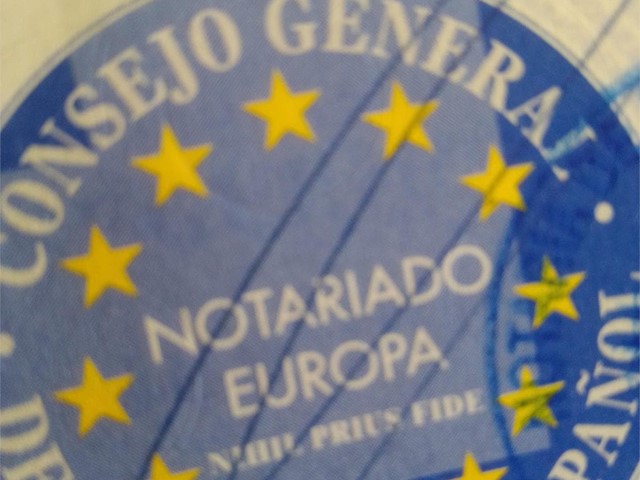 CONSEJO GENERAL
NOTARIADO
EUROPA
NIHIL PRIUS FIDE
PAÑOL
DE